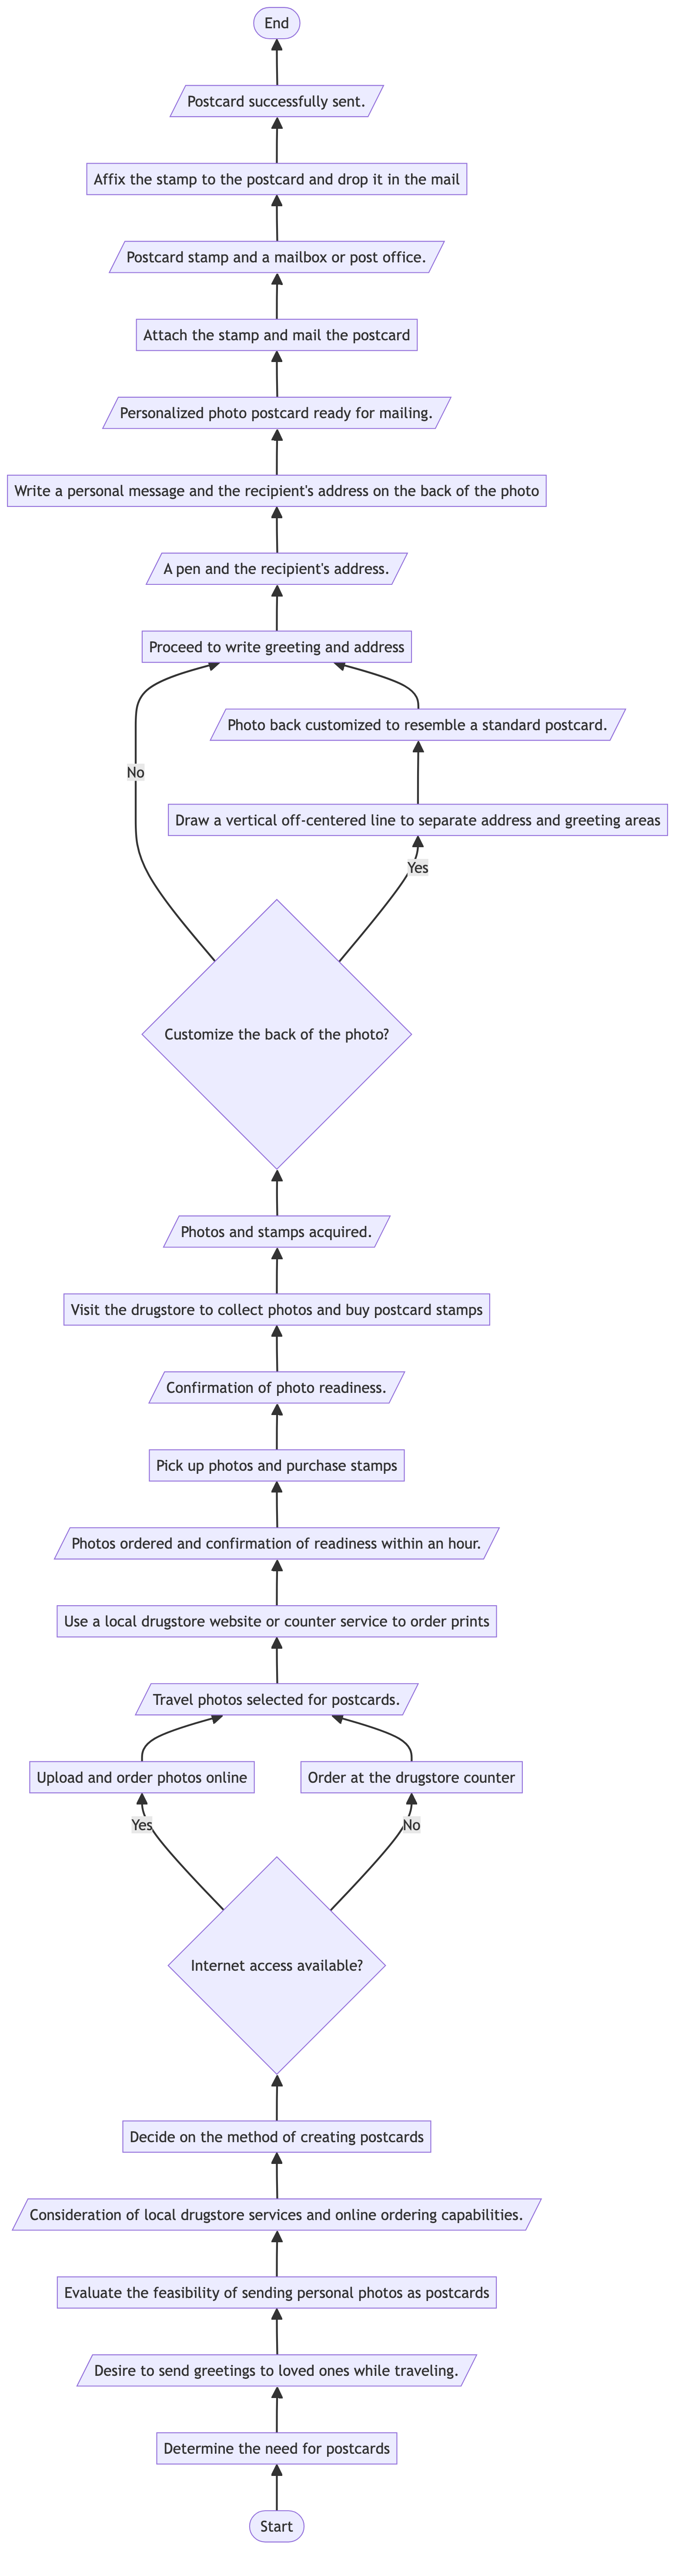 End
Postcard successfully sent.
Affix the stamp to the postcard and drop it in the mail
Postcard stamp and a mailbox or post office.
Attach the stamp and mail the postcard
Personalized photo postcard ready for mailing.
Write a personal message and the recipient's address on the back of the photo
A pen and the recipient's address.
Proceed to write greeting and address
Photo back customized to resemble a standard postcard.
No
Draw a vertical off-centered line to separate address and greeting areas
Yes
Customize the back of the photo?
Photos and stamps acquired.
Visit the drugstore to collect photos and buy postcard stamps
Confirmation of photo readiness.
Pick up photos and purchase stamps
Photos ordered and confirmation of readiness within an hour.
Use a local drugstore website or counter service to order prints
Travel photos selected for postcards.
Upload and order photos online
Order at the drugstore counter
Yes
No
Internet access available?
Decide on the method of creating postcards
Consideration of local drugstore services and online ordering capabilities.
Evaluate the feasibility of sending personal photos as postcards
Desire to send greetings to loved ones while traveling.
Determine the need for postcards
Start